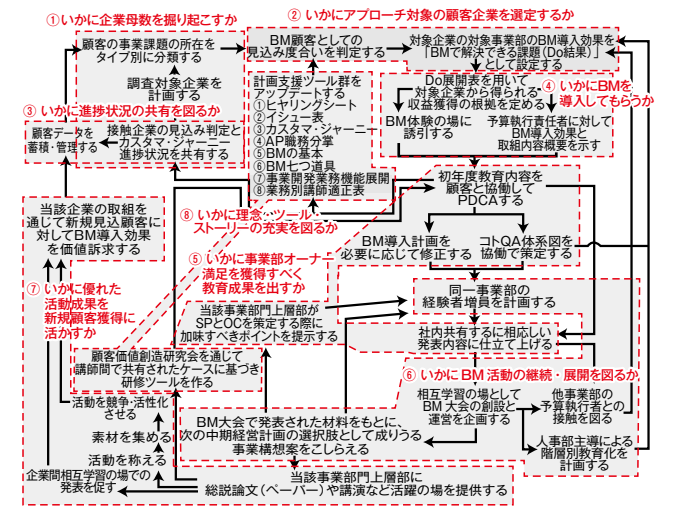 ① いかに企業母数を掘り起こすか
顧客の事業課題の所在を
タイプ別に分類する
調査対象企業を
計画する
② いかにアプローチ対象の顧客企業を選定するか
BM顧客としての
見込み度合いを判定する
対象企業の対象事業部のBM導入効果を
「BMで解決できる課題(Do結果)」
として設定する
③ いかに進捗状況の共有を図るか
顧客データを
蓄積・管理する
接触企業の見込み判定と
カスタマ・ジャーニー
進捗状況を共有する
計画支援ツール群を
アップデートする
①ヒヤリングシート
②イシュー表
③カスタマ・ジャーニー
④AP職務分掌
⑤BMの基本
⑥BM七つ道具
⑦事業開発業務機能展開
⑧業務別講師適正表
Do展開表を用いて
対象企業から得られる
収益獲得の根拠を定める
④ いかにBMを
導入してもらうか
BM体験の場に
誘引する
予算執行責任者に対して
BM導入効果と
取組内容概要を示す
初年度教育内容を
顧客と協働して
PDCAする
当該企業の取組を
通じて新規見込顧客に
対してBM導入効果
を価値訴求する
⑧ いかに理念・ツール・
ストーリーの充実を図るか
BM導入計画を
必要に応じて修正する
コトQA体系図を
協働で策定する
⑤ いかに事業部オーナー
満足を獲得すべく
教育成果を出すか
⑦ いかに優れた
活動成果を
新規顧客獲得に
活かすか
同一事業部の
経験者増員を計画する
当該事業部門上層部が
SPとOCを策定する際に
加味すべきポイントを提示する
社内共有するに相応しい
発表内容に仕立て上げる
顧客価値創造研究会を通じて
講師間で共有されたケースに基づき
研修ツールを作る
⑥ いかに BM 活動の継続・展開を図るか
相互学習の場として
BM 大会の創設と
運営を企画する
他事業部の
予算執行者との
接触を図る
活動を競争・活性化
させる
素材を集める
活動を称える
企業間相互学習の場での
発表を促す
BM大会で発表された材料をもとに、
次の中期経営計画の選択肢として成りうる
事業構想案をこしらえる
人事部主導による
階層別教育化を
計画する
当該事業部門上層部に
総説論文(ペーパー)や講演など活躍の場を提供する